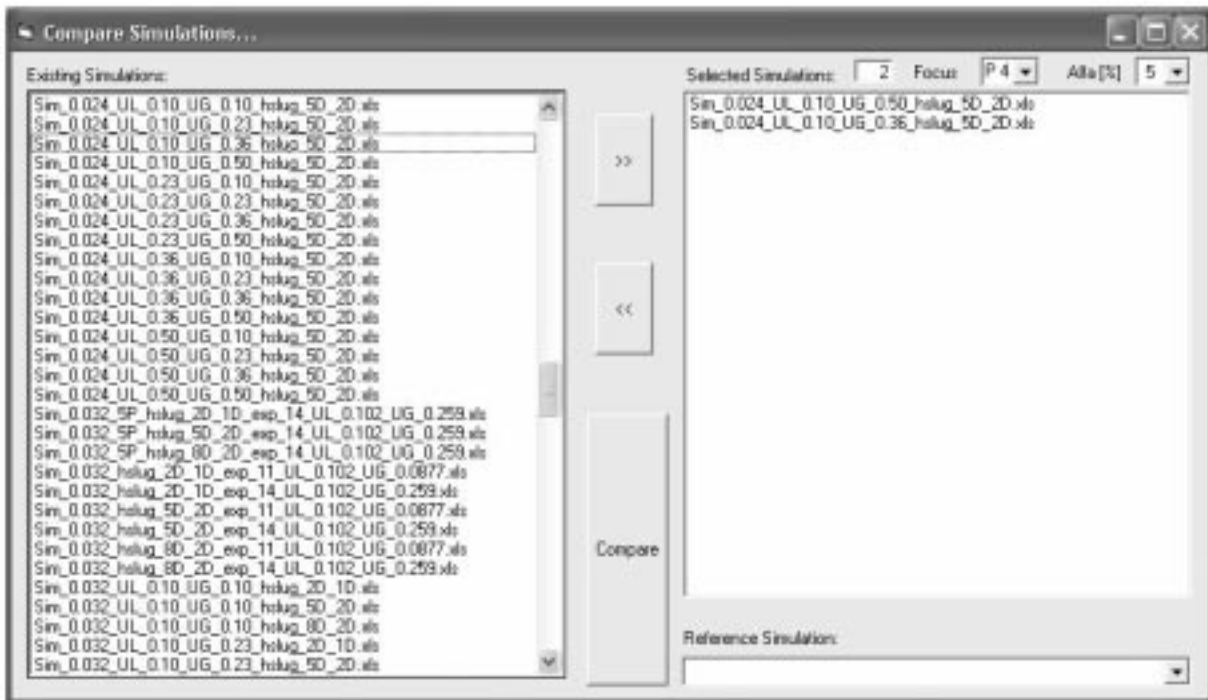 Compare Simulations...
Existing Simulations:
Sim_0.024_UL_0.10_UG_0.10_hslug_5D_2D.xls
Sim_0.024_UL_0.10_UG_0.23_hslug_5D_2D.xls
Sim_0.024_UL_0.10_UG_0.36_hslug_5D_2D.xls
Sim_0.024_UL_0.10_UG_0.50_hslug_5D_2D.xls
Sim_0.024_UL_0.23_UG_0.10_hslug_5D_2D.xls
Sim_0.024_UL_0.23_UG_0.23_hslug_5D_2D.xls
Sim_0.024_UL_0.23_UG_0.36_hslug_5D_2D.xls
Sim_0.024_UL_0.23_UG_0.50_hslug_5D_2D.xls
Sim_0.024_UL_0.36_UG_0.10_hslug_5D_2D.xls
Sim_0.024_UL_0.36_UG_0.23_hslug_5D_2D.xls
Sim_0.024_UL_0.36_UG_0.36_hslug_5D_2D.xls
Sim_0.024_UL_0.36_UG_0.50_hslug_5D_2D.xls
Sim_0.024_UL_0.50_UG_0.10_hslug_5D_2D.xls
Sim_0.024_UL_0.50_UG_0.23_hslug_5D_2D.xls
Sim_0.024_UL_0.50_UG_0.36_hslug_5D_2D.xls
Sim_0.024_UL_0.50_UG_0.50_hslug_5D_2D.xls
Sim_0.032_5P_hslug_2D_1D_exp_14_UL_0.102_UG_0.259.xls
Sim_0.032_5P_hslug_5D_2D_exp_14_UL_0.102_UG_0.259.xls
Sim_0.032_5P_hslug_8D_2D_exp_14_UL_0.102_UG_0.259.xls
Sim_0.032_hslug_2D_1D_exp_11_UL_0.102_UG_0.0877.xls
Sim_0.032_hslug_2D_1D_exp_14_UL_0.102_UG_0.259.xls
Sim_0.032_hslug_5D_2D_exp_11_UL_0.102_UG_0.0877.xls
Sim_0.032_hslug_5D_2D_exp_14_UL_0.102_UG_0.259.xls
Sim_0.032_hslug_8D_2D_exp_11_UL_0.102_UG_0.0877.xls
Sim_0.032_hslug_8D_2D_exp_14_UL_0.102_UG_0.259.xls
Sim_0.032_UL_0.10_UG_0.10_hslug_2D_1D.xls
Sim_0.032_UL_0.10_UG_0.10_hslug_5D_2D.xls
Sim_0.032_UL_0.10_UG_0.10_hslug_8D_2D.xls
Sim_0.032_UL_0.10_UG_0.23_hslug_2D_1D.xls
Sim_0.032_UL_0.10_UG_0.23_hslug_5D_2D.xls
>>
<<
Compare
Selected Simulations: 2 Focus P 4 Alfa [%] 5
Sim_0.024_UL_0.10_UG_0.50_hslug_5D_2D.xls
Sim_0.024_UL_0.10_UG_0.36_hslug_5D_2D.xls
Reference Simulation: